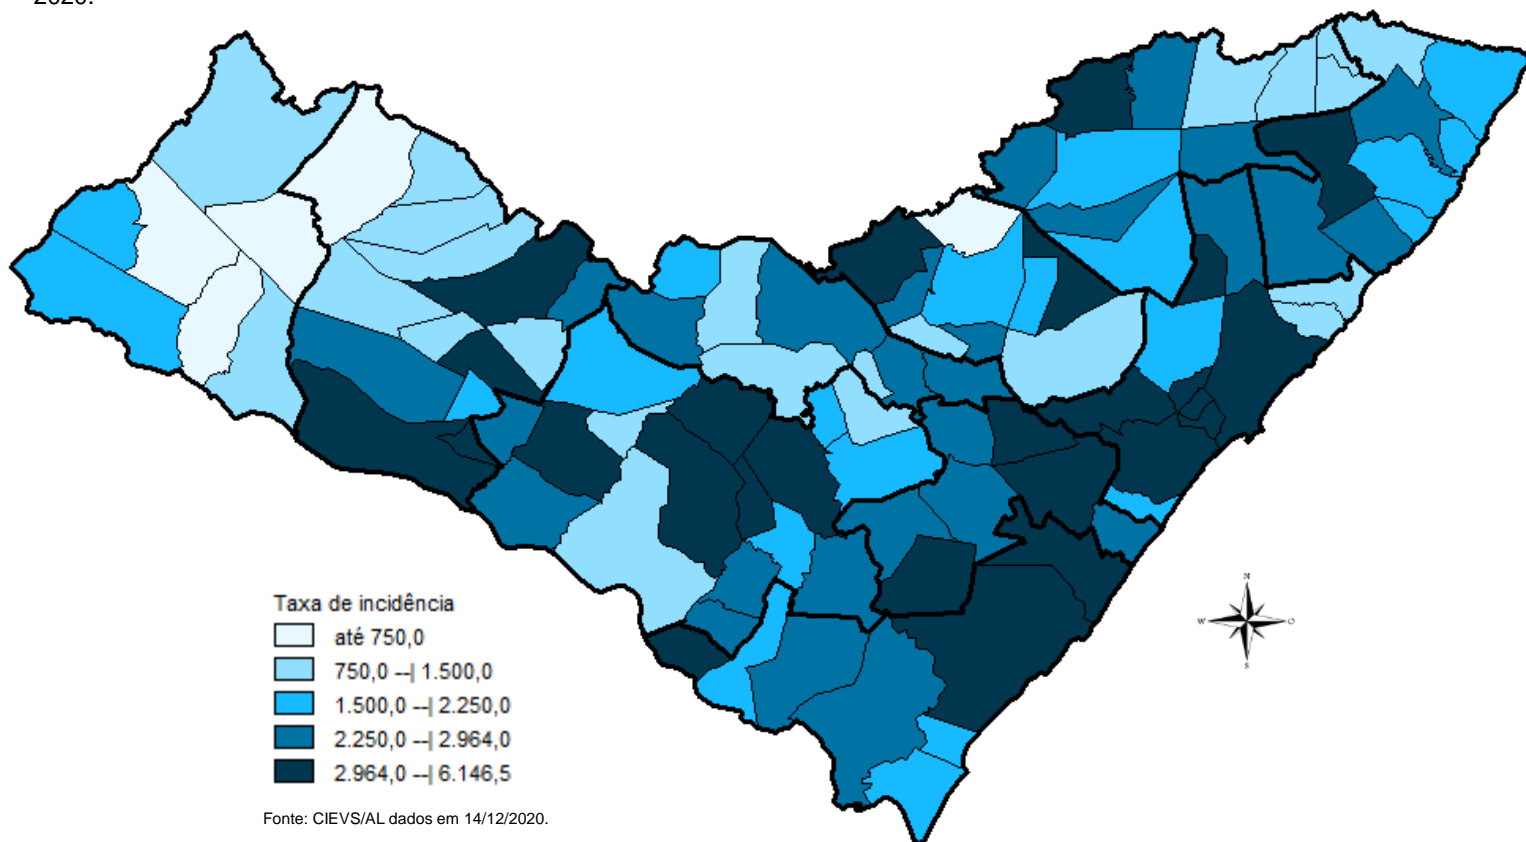 2020.
Taxa de incidência
até 750,0
750,0 --| 1.500,0
1.500,0 --| 2.250,0
2.250,0 --| 2.964,0
2.964,0 --| 6.146,5
Fonte: CIEVS/AL dados em 14/12/2020.
N
W
O
S